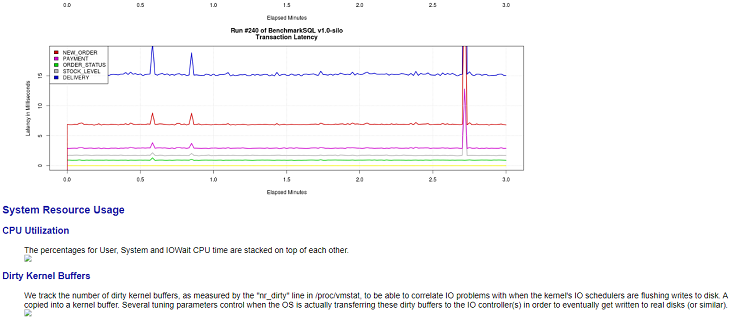 0.0 0.5 1.0 1.5 2.0 2.5 3.0
Elapsed Minutes
Run #240 of BenchmarkSQL v1.0-silo
Transaction Latency
NEW_ORDER
PAYMENT
ORDER_STATUS
STOCK_LEVEL
DELIVERY
Latency in Milliseconds
15
10
5
0
0.0 0.5 1.0 1.5 2.0 2.5 3.0
Elapsed Minutes
System Resource Usage
CPU Utilization
The percentages for User, System and IOWait CPU time are stacked on top of each other.
Dirty Kernel Buffers
We track the number of dirty kernel buffers, as measured by the "nr_dirty" line in /proc/vmstat, to be able to correlate IO problems with when the kernel's IO schedulers are flushing writes to disk. A
copied into a kernel buffer. Several tuning parameters control when the OS is actually transferring these dirty buffers to the IO controller(s) in order to eventually get written to real disks (or similar).